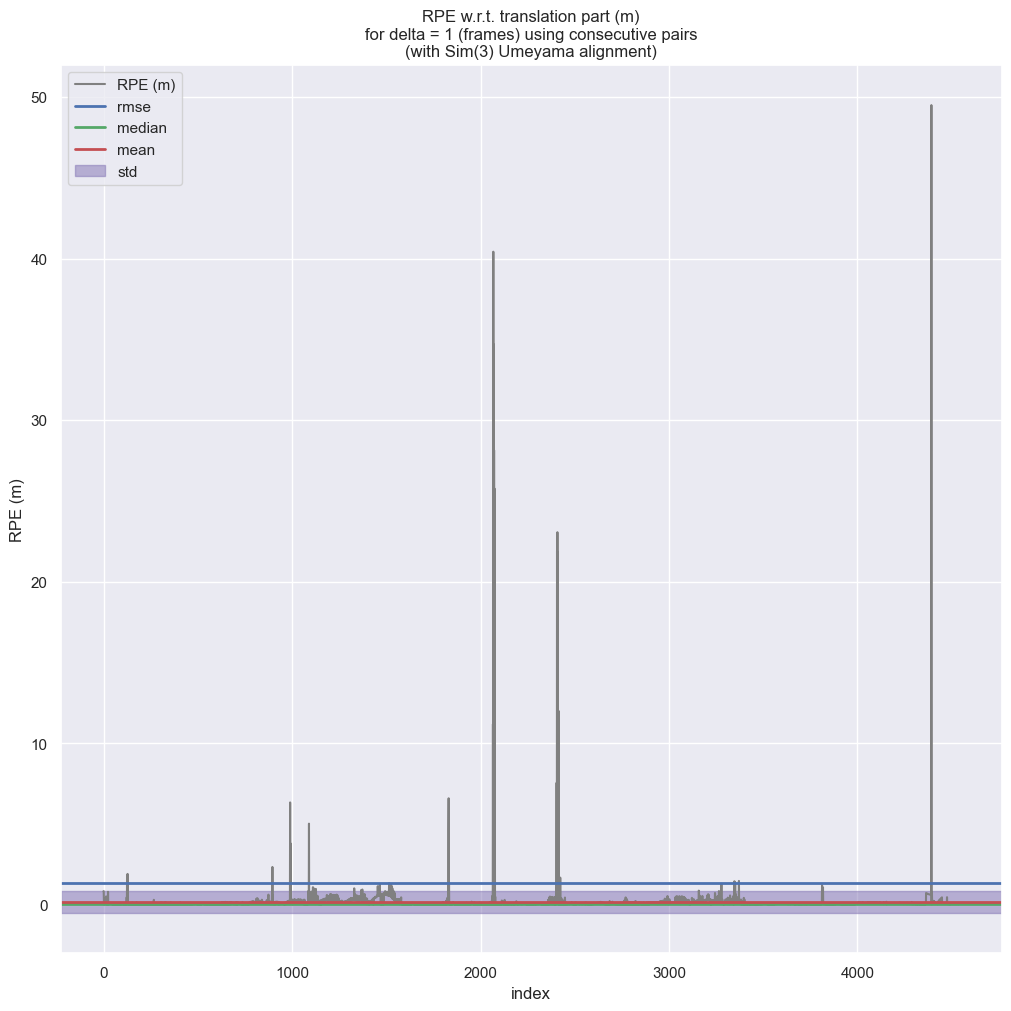 RPE w.r.t. translation part (m)
for delta = 1 (frames) using consecutive pairs
(with Sim(3) Umeyama alignment)
RPE (m)
rmse
median
mean
std
50
40
30
20
10
0
RPE (m)
0 1000 2000 3000 4000
index